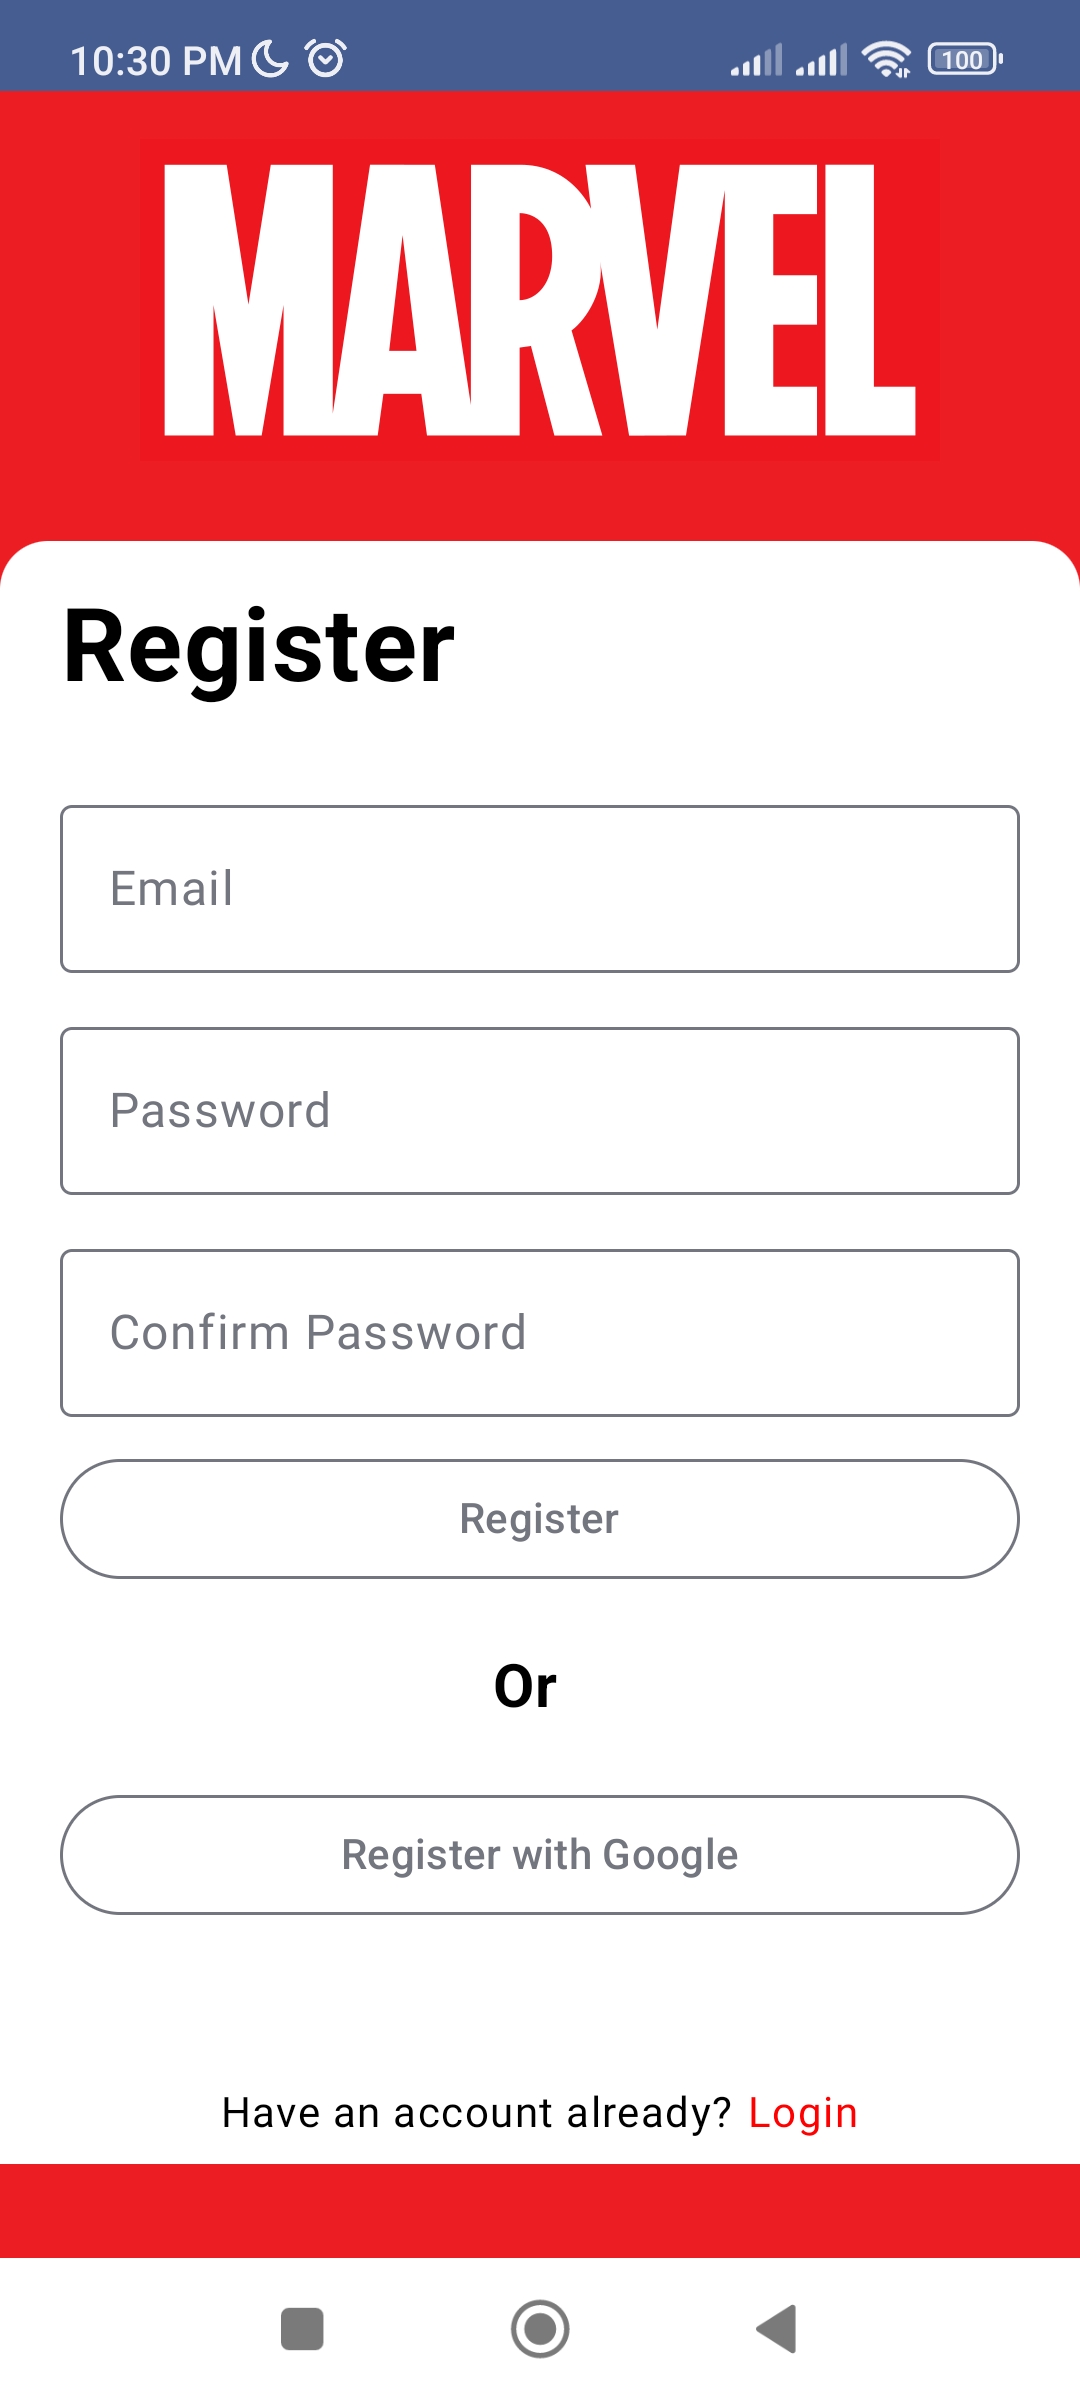 10:30 PM
100
MARVEL
Register
Email
Password
Confirm Password
Register
Or
Register with Google
Have an account already? Login